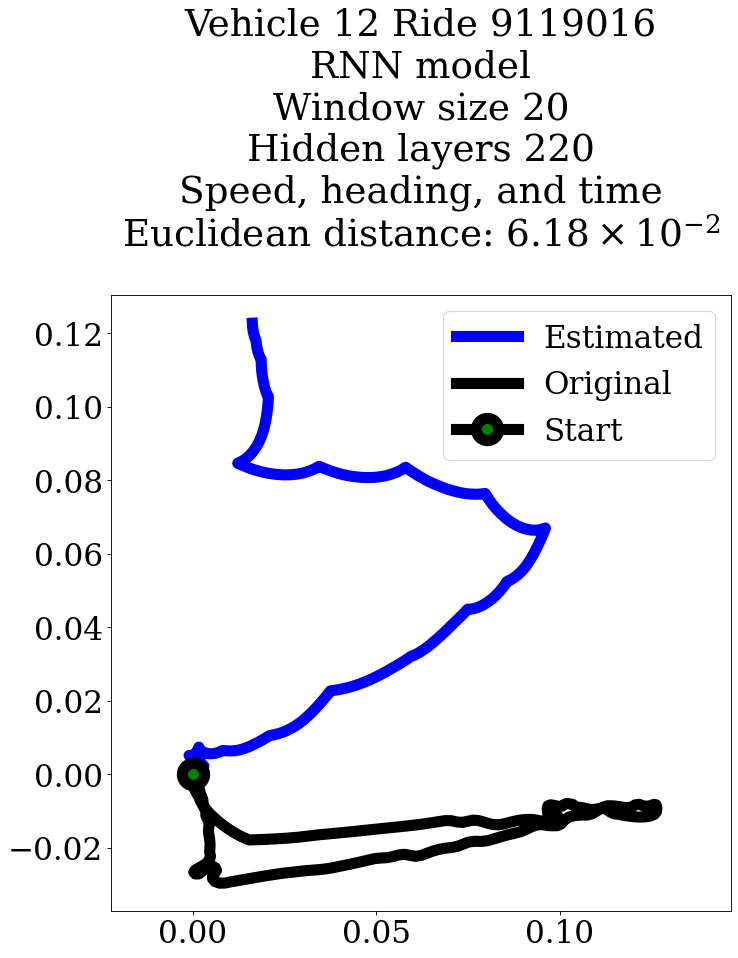 Vehicle 12 Ride 9119016
RNN model
Window size 20
Hidden layers 220
Speed, heading, and time
Euclidean distance: 6.18 × 10⁻²
Estimated
Original
Start
0.12
0.10
0.08
0.06
0.04
0.02
0.00
−0.02
0.00 0.05 0.10